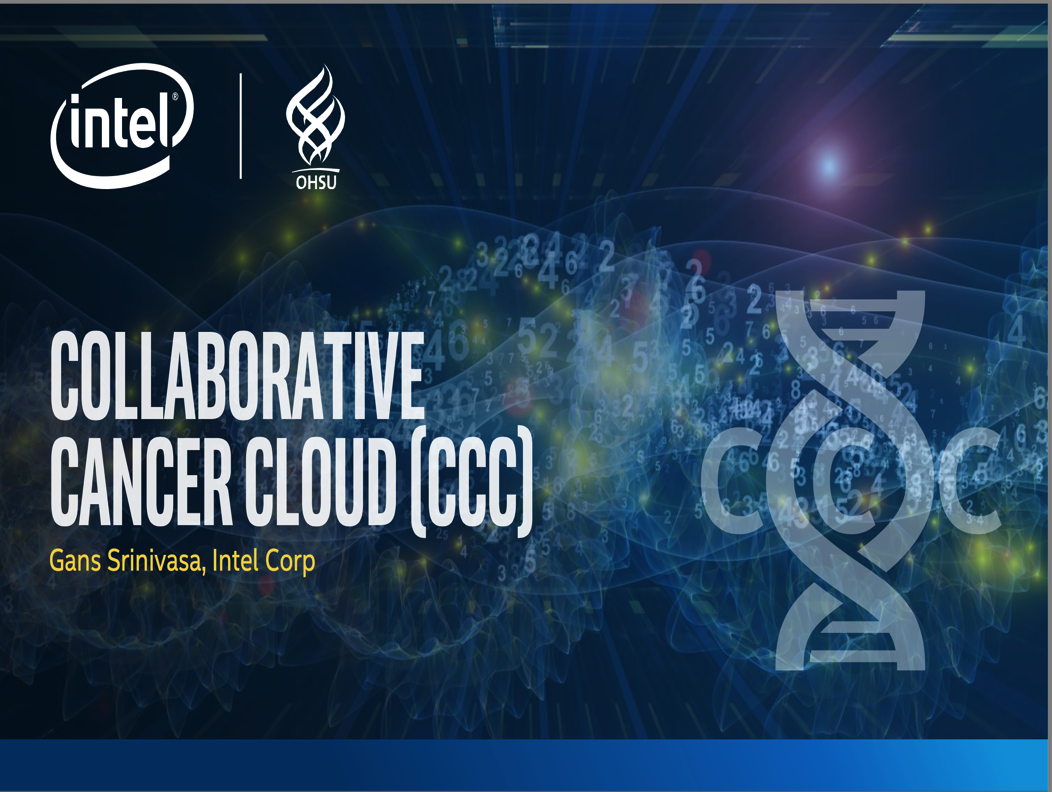 intel®
OHSU
COLLABORATIVE
CANCER CLOUD (CCC)
Gans Srinivasa, Intel Corp
CCC